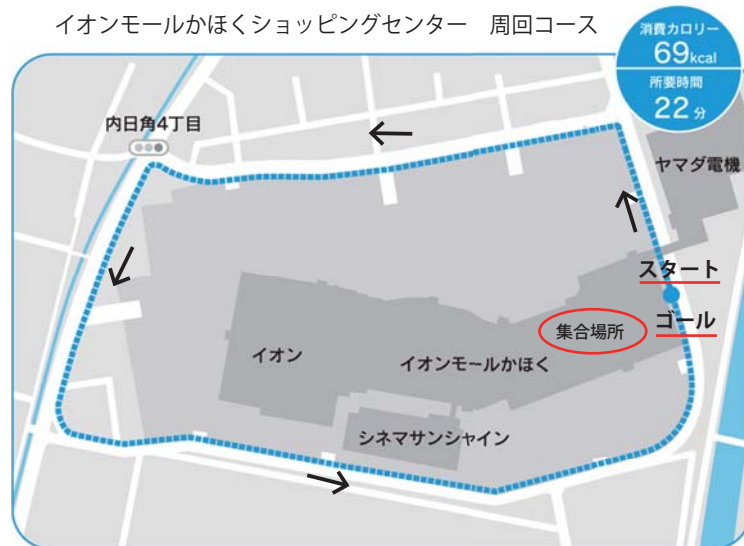 イオンモールかほくショッピングセンター　周回コース
消費カロリー
69kcal
所要時間
22分
内日角4丁目
ヤマダ電機
スタート
ゴール
集合場所
イオン
イオンモールかほく
シネマサンシャイン